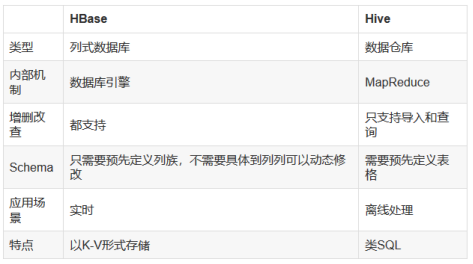 HBase Hive
类型 列式数据库 数据仓库
内部机
制 数据库引擎 MapReduce
增删改
查 都支持 只支持导入和查
询
Schema 只需要预先定义列族，不需要具体到列列可以动态修
改 需要预先定义表
格
应用场
景 实时 离线处理
特点 以K-V形式存储 类SQL